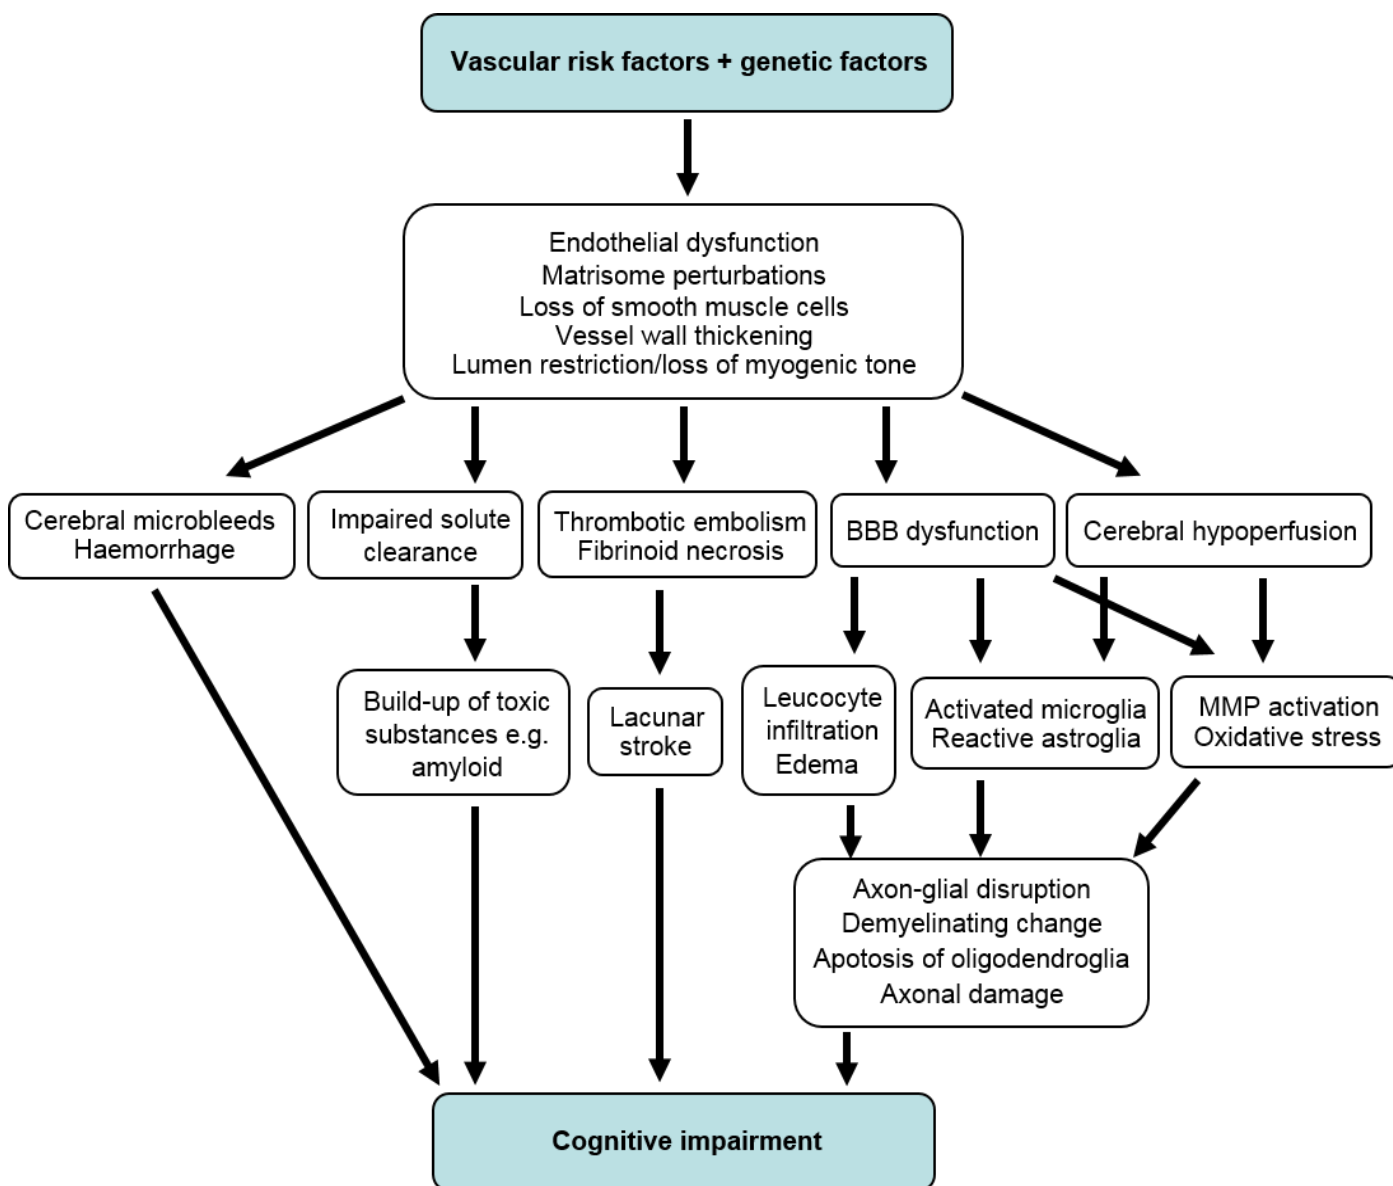 Vascular risk factors + genetic factors
Endothelial dysfunction
Matrisome perturbations
Loss of smooth muscle cells
Vessel wall thickening
Lumen restriction/loss of myogenic tone
Cerebral microbleeds
Haemorrhage
Impaired solute
clearance
Thrombotic embolism
Fibrinoid necrosis
BBB dysfunction
Cerebral hypoperfusion
Build-up of toxic
substances e.g.
amyloid
Lacunar
stroke
Leucocyte
infiltration
Edema
Activated microglia
Reactive astroglia
MMP activation
Oxidative stress
Axon-glial disruption
Demyelinating change
Apotosis of oligodendroglia
Axonal damage
Cognitive impairment